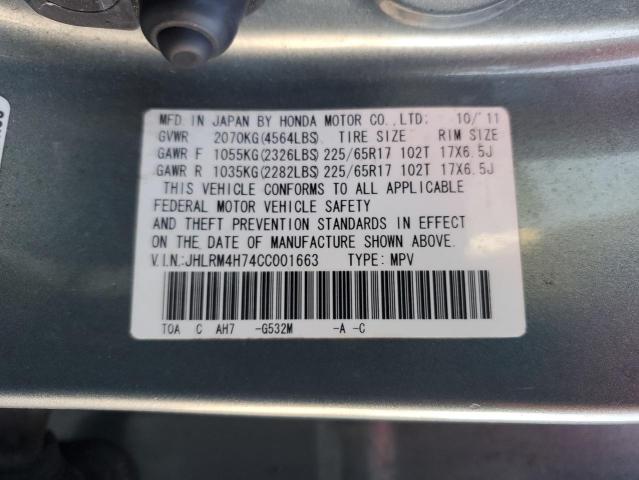 MFD. IN JAPAN BY HONDA MOTOR CO.,LTD: 10/'11
GVWR 2070KG(4564LBS) TIRE SIZE RIM SIZE
GAWR F 1055KG(2326LBS) 225/65R17 102T 17X6.5J
GAWR R 1035KG(2282LBS) 225/65R17 102T 17X6.5J
THIS VEHICLE CONFORMS TO ALL APPLICABLE
FEDERAL MOTOR VEHICLE SAFETY
AND THEFT PREVENTION STANDARDS IN EFFECT
ON THE DATE OF MANUFACTURE SHOWN ABOVE.
V.I.N.:JHLRM4H74CC001663 TYPE: MPV
TOA C AH7 -G532M -A -C